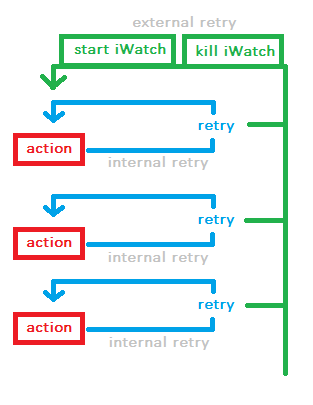 external retry
start iWatch kill iWatch
retry
action
internal retry
retry
action
internal retry
retry
action
internal retry